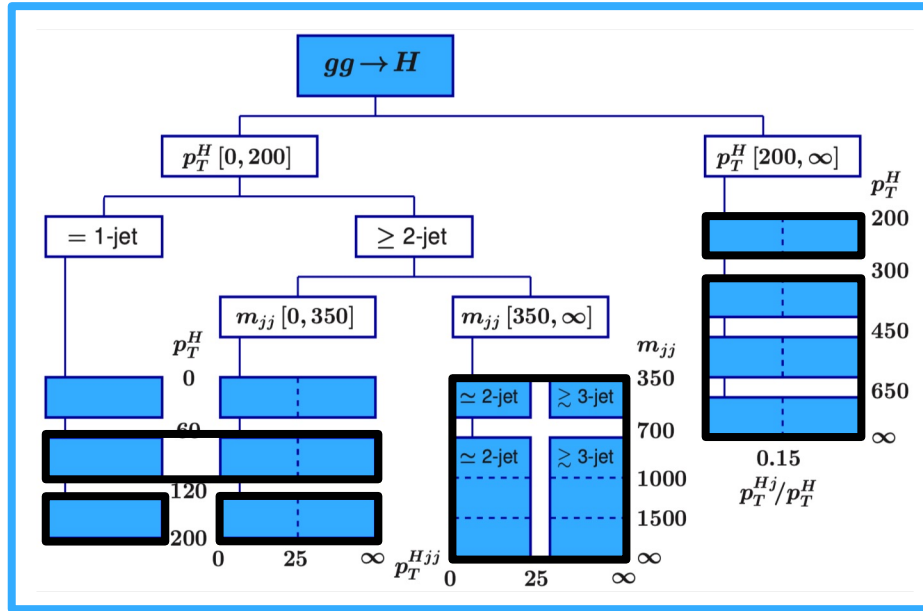 gg → H
p_T^H [0, 200]
p_T^H [200, ∞]
p_T^H
= 1-jet
≥ 2-jet
200
300
m_jj [0, 350]
m_jj [350, ∞]
450
p_T^H
m_jj
0
350
650
≃ 2-jet
≳ 3-jet
60
700
∞
≃ 2-jet
≳ 3-jet
0.15
120
1000
p_T^Hj/p_T^H
1500
200
∞
0
25
∞
p_T^Hjj
0
25
∞